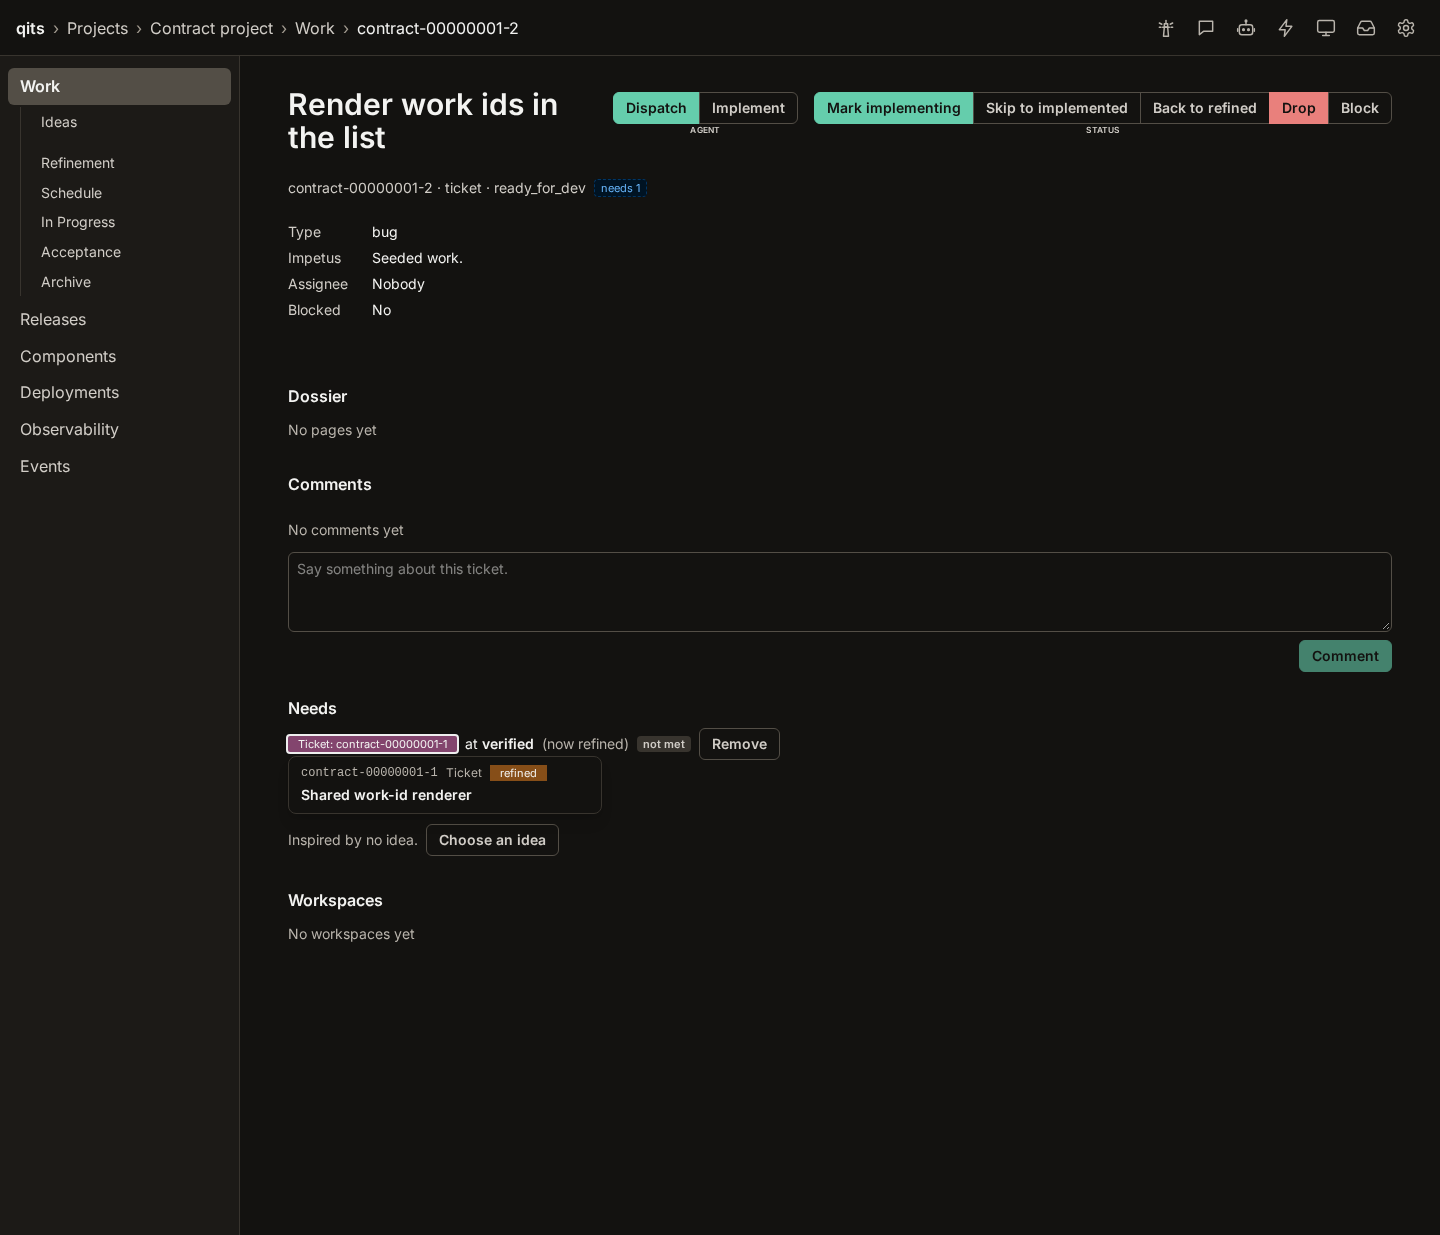 qits › Projects › Contract project › Work › contract-00000001-2
Work
Ideas
Refinement
Schedule
In Progress
Acceptance
Archive
Releases
Components
Deployments
Observability
Events
Render work ids in
the list
Dispatch Implement
AGENT
Mark implementing Skip to implemented Back to refined Drop Block
STATUS
contract-00000001-2 · ticket · ready_for_dev needs 1
Type bug
Impetus Seeded work.
Assignee Nobody
Blocked No
Dossier
No pages yet
Comments
No comments yet
Say something about this ticket.
Comment
Needs
Ticket: contract-00000001-1 at verified (now refined) not met Remove
contract-00000001-1 Ticket refined
Shared work-id renderer
Inspired by no idea. Choose an idea
Workspaces
No workspaces yet